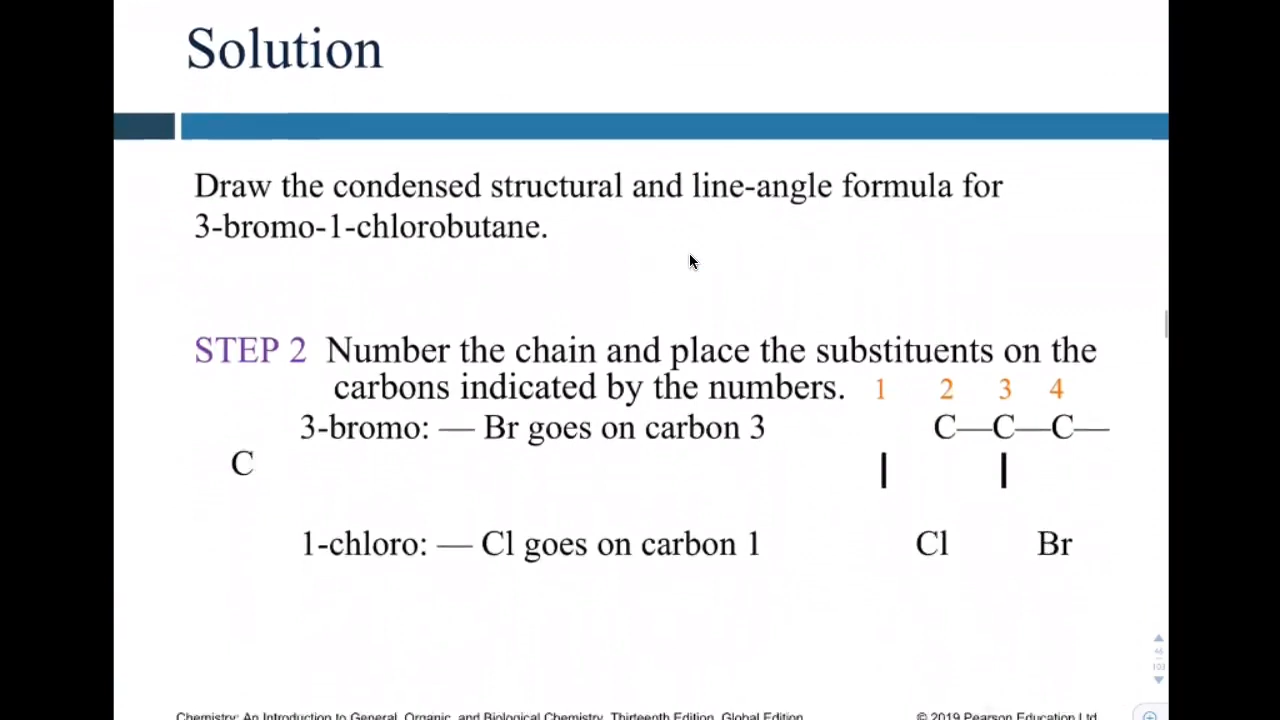 Solution
Draw the condensed structural and line-angle formula for
3-bromo-1-chlorobutane.
STEP 2 Number the chain and place the substituents on the
carbons indicated by the numbers. 1 2 3 4
3-bromo: — Br goes on carbon 3 C—C—C—
C
1-chloro: — Cl goes on carbon 1 Cl Br
46
103
Chemistry: An Introduction to General, Organic, and Biological Chemistry, Thirteenth Edition, Global Edition
© 2019 Pearson Education Ltd